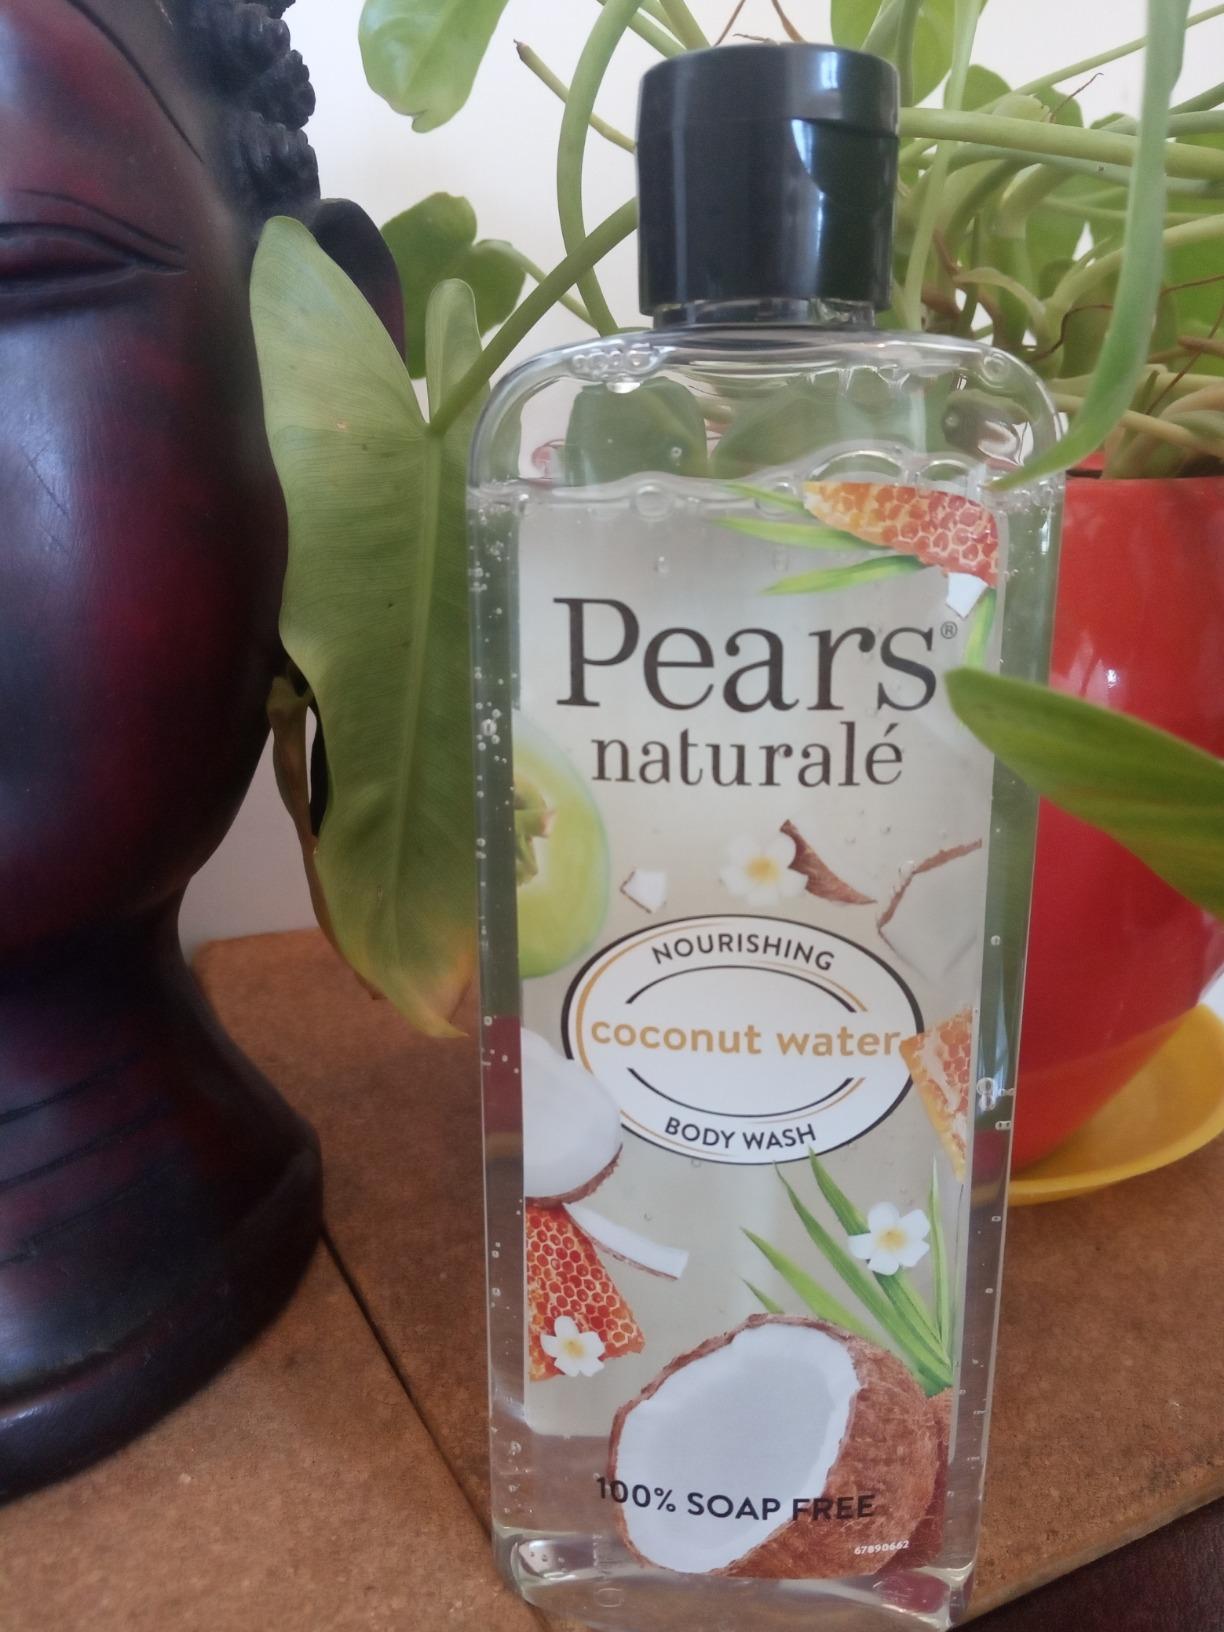 Pears®
naturalé
NOURISHING
coconut water
BODY WASH
100% SOAP FREE
67890662